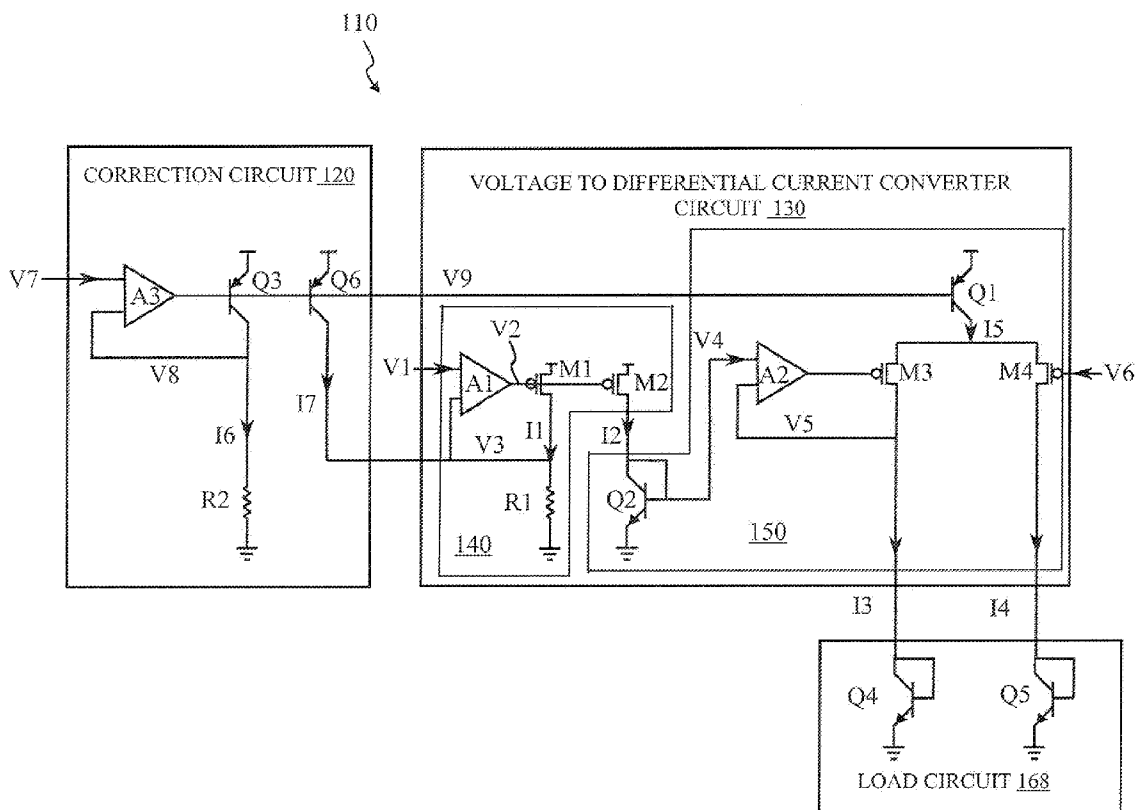 110
CORRECTION CIRCUIT 120
VOLTAGE TO DIFFERENTIAL CURRENT CONVERTER
CIRCUIT 130
V7
A3
Q3
Q6
V9
Q1
I5
V8
V2
V1
A1
M1
M2
V4
A2
M3
M4
V6
V5
I6
I7
V3
I1
I2
R2
R1
Q2
140
150
I3
I4
Q4
Q5
LOAD CIRCUIT 168